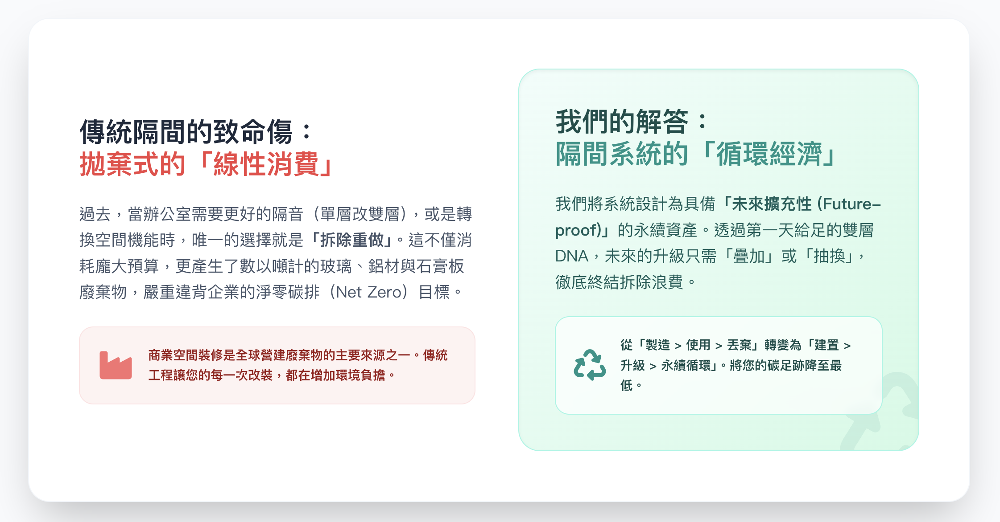 傳統隔間的致命傷：
拋棄式的「線性消費」
過去，當辦公室需要更好的隔音（單層改雙層），或是轉
換空間機能時，唯一的選擇就是「拆除重做」。這不僅消
耗龐大預算，更產生了數以噸計的玻璃、鋁材與石膏板
廢棄物，嚴重違背企業的淨零碳排（Net Zero）目標。
商業空間裝修是全球營建廢棄物的主要來源之一。傳統
工程讓您的每一次改裝，都在增加環境負擔。
我們的解答：
隔間系統的「循環經濟」
我們將系統設計為具備「未來擴充性 (Future-
proof)」的永續資產。透過第一天給足的雙層
DNA，未來的升級只需「疊加」或「抽換」，
徹底終結拆除浪費。
從「製造 > 使用 > 丟棄」轉變為「建置 >
升級 > 永續循環」。將您的碳足跡降至最
低。